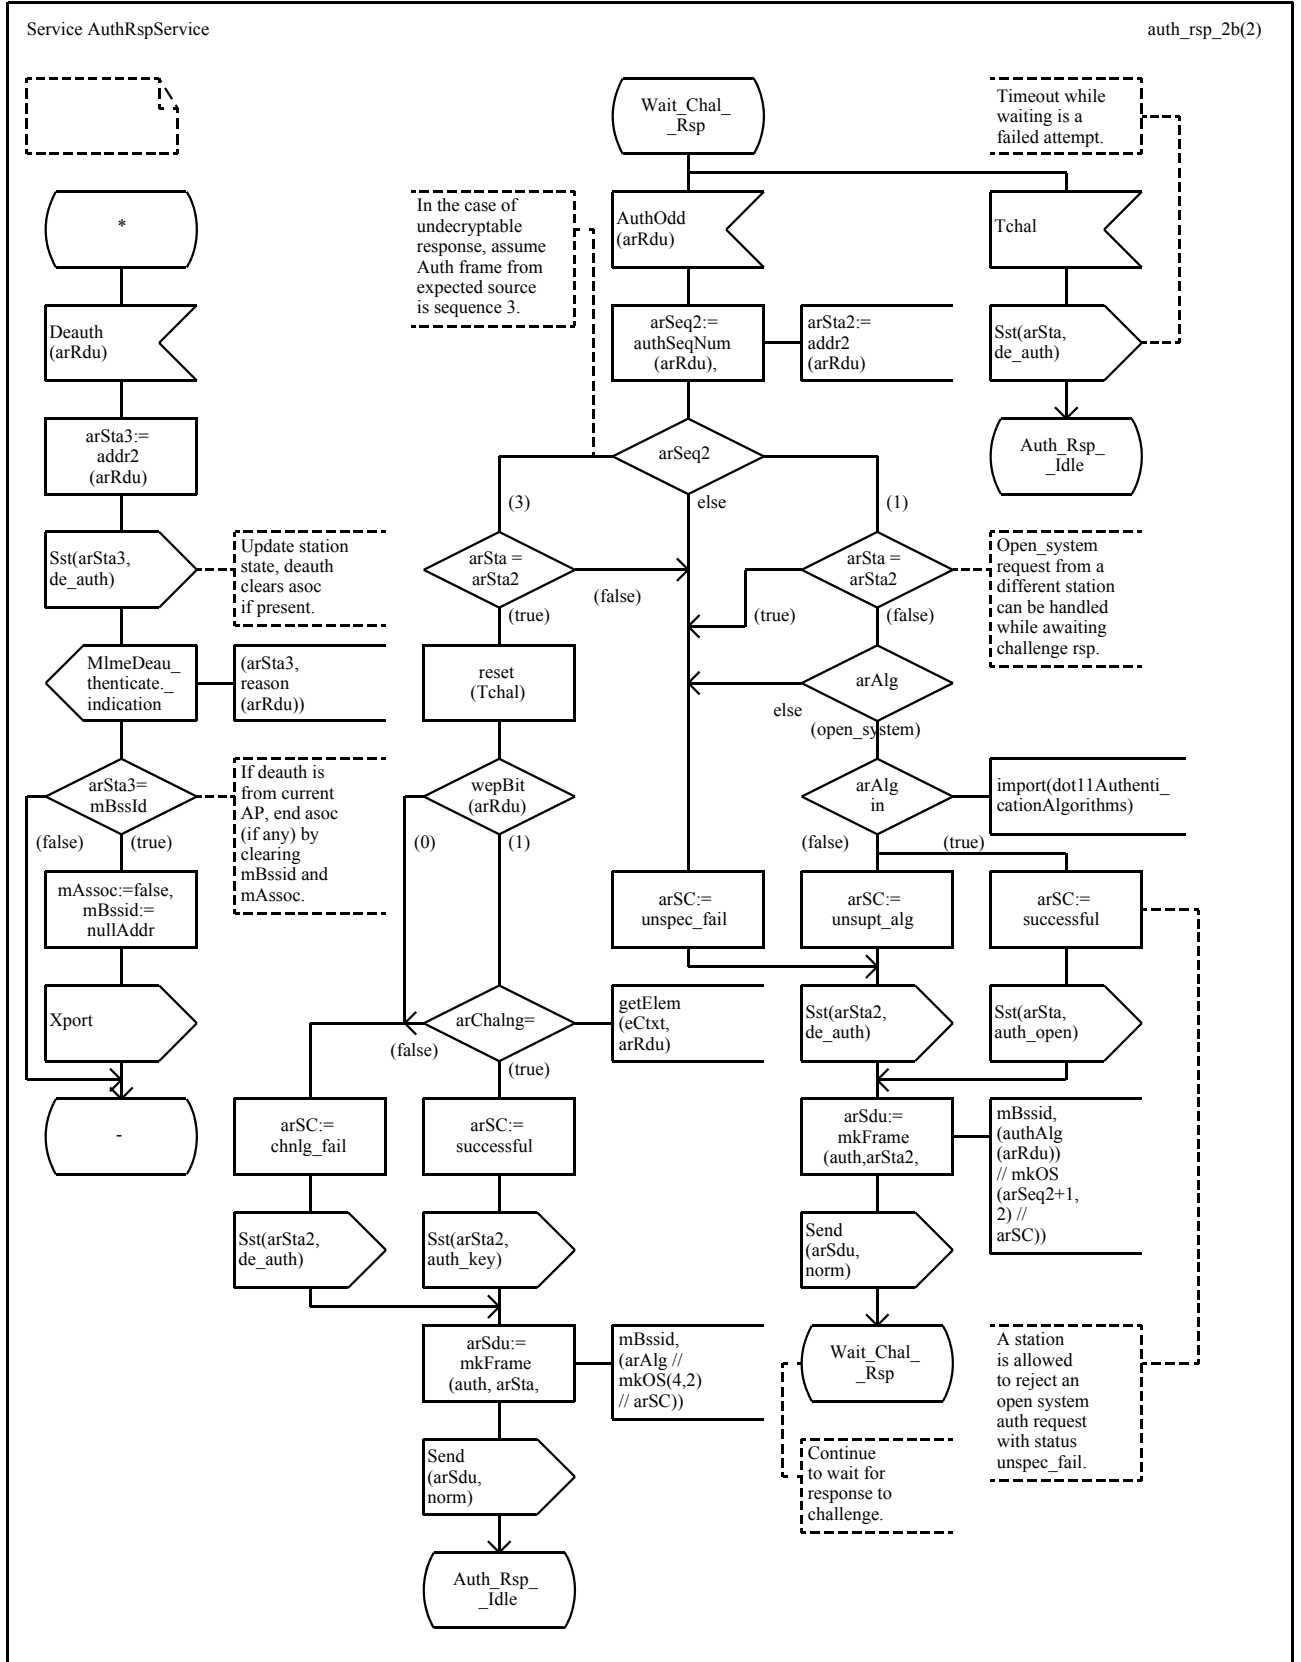 Service AuthRspService
auth_rsp_2b(2)
Wait_Chal_
_Rsp
Timeout while
waiting is a
failed attempt.
*
In the case of
undecryptable
response, assume
Auth frame from
expected source
is sequence 3.
AuthOdd
(arRdu)
Tchal
Deauth
(arRdu)
arSeq2:=
authSeqNum
(arRdu),
arSta2:=
addr2
(arRdu)
Sst(arSta,
de_auth)
arSta3:=
addr2
(arRdu)
arSeq2
Auth_Rsp_
_Idle
(3)
else
(1)
Sst(arSta3,
de_auth)
Update station
state, deauth
clears asoc
if present.
arSta =
arSta2
(false)
(true)
arSta =
arSta2
(true)
(false)
Open_system
request from a
different station
can be handled
while awaiting
challenge rsp.
MlmeDeau_
thenticate._
indication
(arSta3,
reason
(arRdu))
reset
(Tchal)
arAlg
else
(open_system)
arSta3=
mBssId
(false)
(true)
If deauth is
from current
AP, end asoc
(if any) by
clearing
mBssid and
mAssoc.
wepBit
(arRdu)
(0)
(1)
arAlg
in
import(dot11Authenti_
cationAlgorithms)
(false)
(true)
mAssoc:=false,
mBssid:=
nullAddr
arSC:=
unspec_fail
arSC:=
unsupt_alg
arSC:=
successful
Xport
arChalng=
(false)
(true)
getElem
(eCtxt,
arRdu)
Sst(arSta2,
de_auth)
Sst(arSta,
auth_open)
-
arSC:=
chnlg_fail
arSC:=
successful
arSdu:=
mkFrame
(auth,arSta2,
mBssid,
(authAlg
(arRdu))
// mkOS
(arSeq2+1,
2) //
arSC))
Sst(arSta2,
de_auth)
Sst(arSta2,
auth_key)
Send
(arSdu,
norm)
arSdu:=
mkFrame
(auth, arSta,
mBssid,
(arAlg //
mkOS(4,2)
// arSC))
Wait_Chal_
_Rsp
A station
is allowed
to reject an
open system
auth request
with status
unspec_fail.
Send
(arSdu,
norm)
Continue
to wait for
response to
challenge.
Auth_Rsp_
_Idle